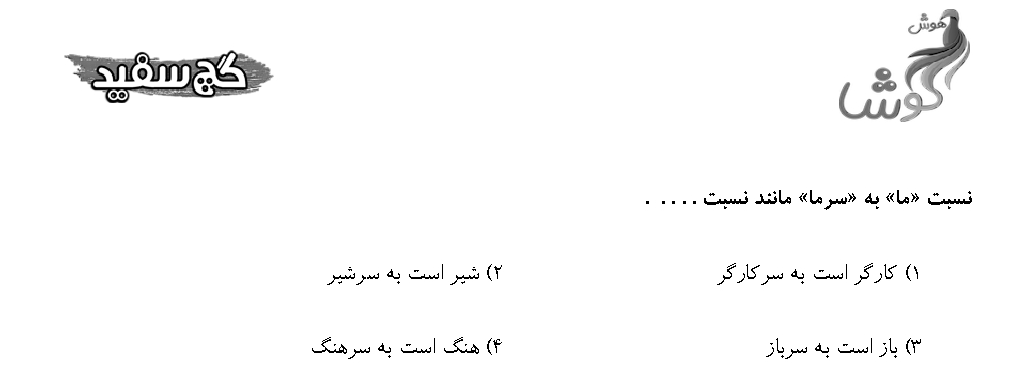 هوش
گوشا
گچ سفید
نسبت «ما» به «سرما» مانند نسبت ..... .
۱) کارگر است به سرکارگر
۲) شیر است به سرشیر
۳) باز است به سرباز
۴) هنگ است به سرهنگ